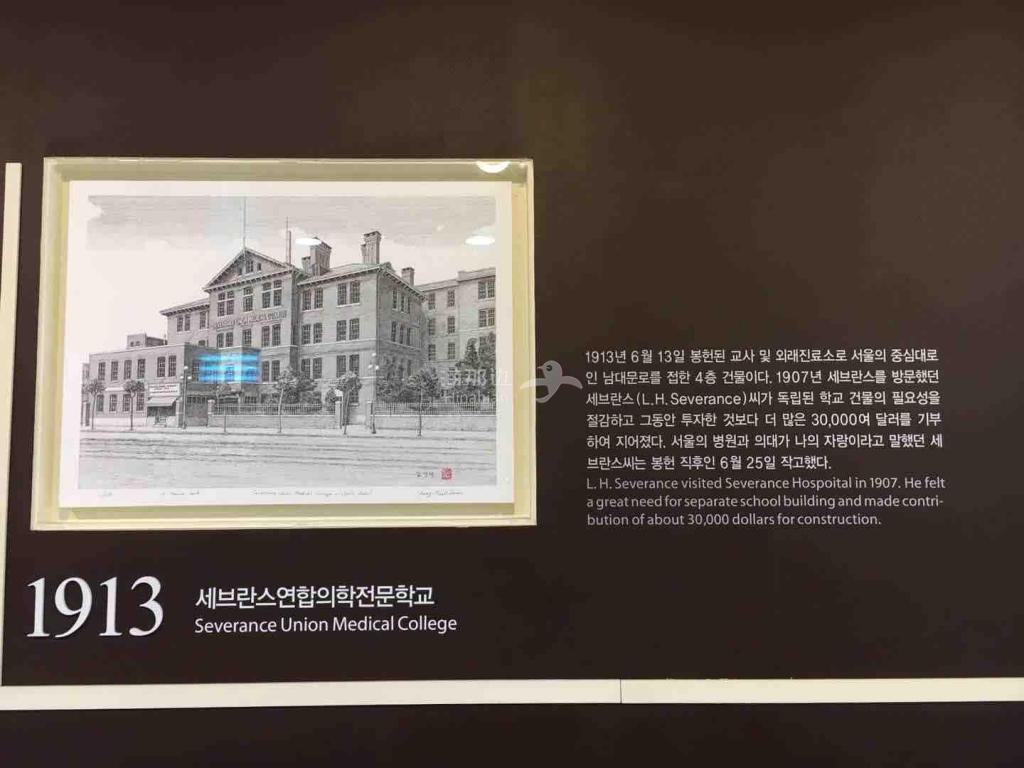 SEVERANCE UNION MEDICAL COLLEGE
1913년 6월 13일 봉헌된 교사 및 외래진료소로 서울의 중심대로
인 남대문로를 접한 4층 건물이다. 1907년 세브란스를 방문했던
세브란스(L.H.Severance)씨가 독립된 학교 건물의 필요성을
절감하고 그동안 투자한 것보다 더 많은 30,000여 달러를 기부
하여 지어졌다. 서울의 병원과 의대가 나의 자랑이라고 말했던 세
브란스씨는 봉헌 직후인 6월 25일 작고했다.
L. H. Severance visited Severance Hospoital in 1907. He felt
a great need for separate school building and made contri-
bution of about 30,000 dollars for construction.
1913
세브란스연합의학전문학교
Severance Union Medical College